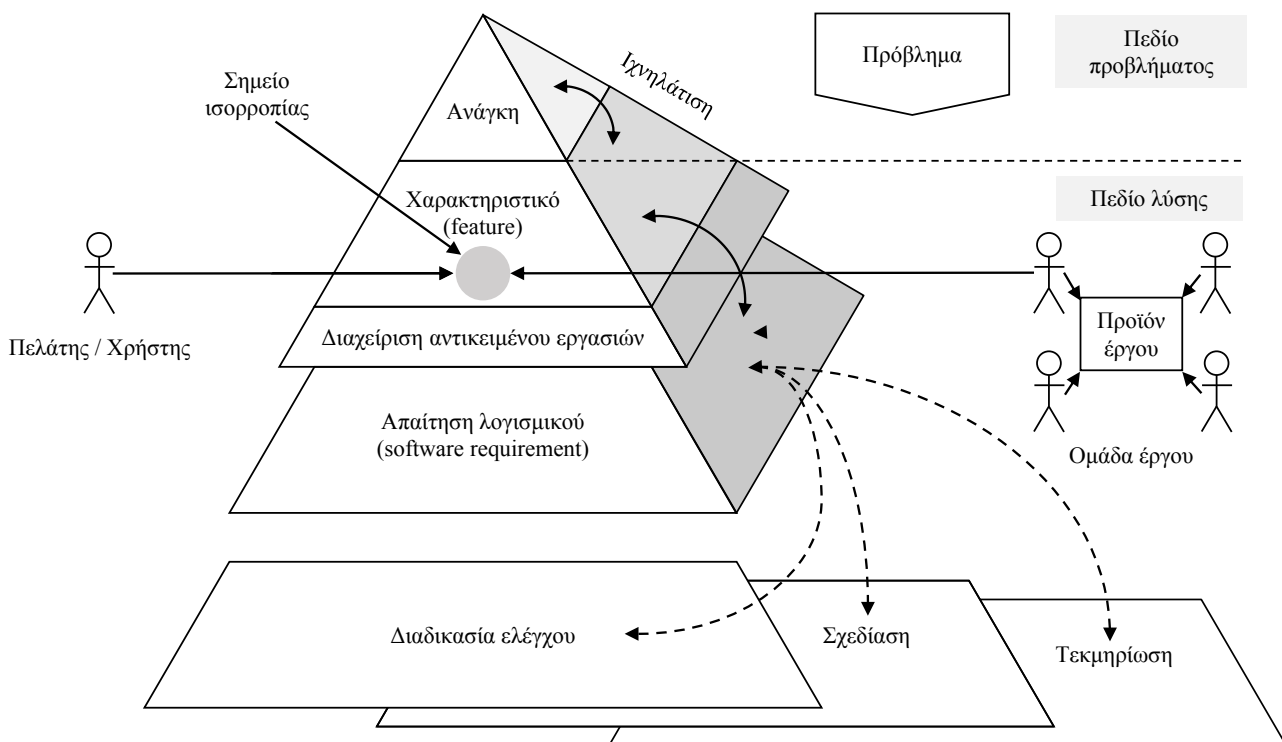 Πρόβλημα
Πεδίο
προβλήματος
Ιχνηλάτιση
Σημείο
ισορροπίας
Ανάγκη
Χαρακτηριστικό
(feature)
Πεδίο λύσης
Πελάτης / Χρήστης
Διαχείριση αντικειμένου εργασιών
Προϊόν
έργου
Απαίτηση λογισμικού
(software requirement)
Ομάδα έργου
Διαδικασία ελέγχου
Σχεδίαση
Τεκμηρίωση